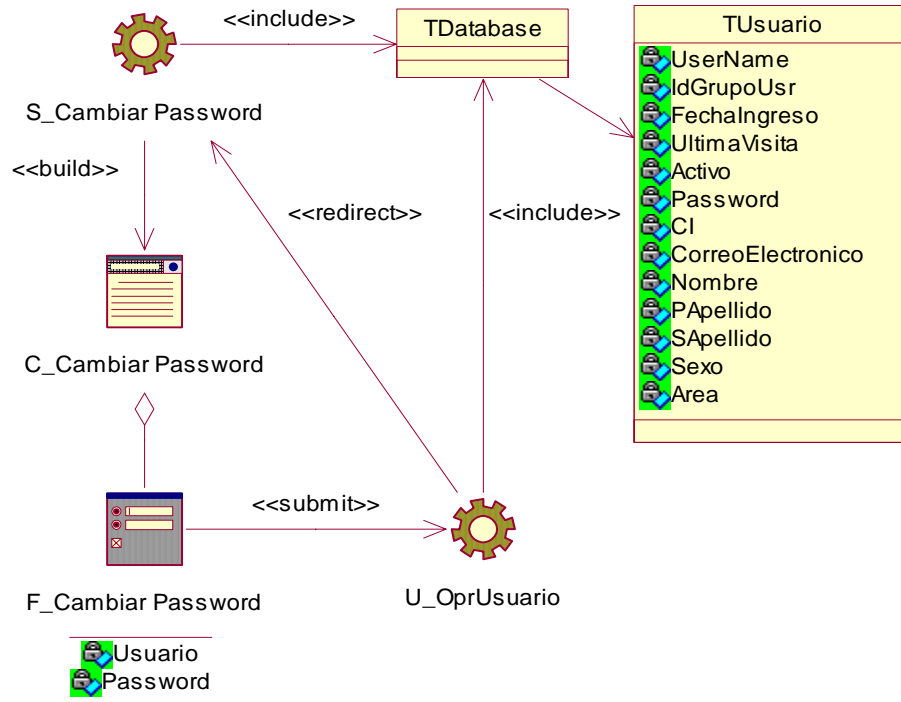 <<include>>
TDatabase
TUsuario
UserName
IdGrupoUsr
FechaIngreso
UltimaVisita
Activo
Password
CI
CorreoElectronico
Nombre
PApellido
SApellido
Sexo
Area
S_Cambiar Password
<<build>>
<<redirect>>
<<include>>
C_Cambiar Password
<<submit>>
F_Cambiar Password
U_OprUsuario
Usuario
Password